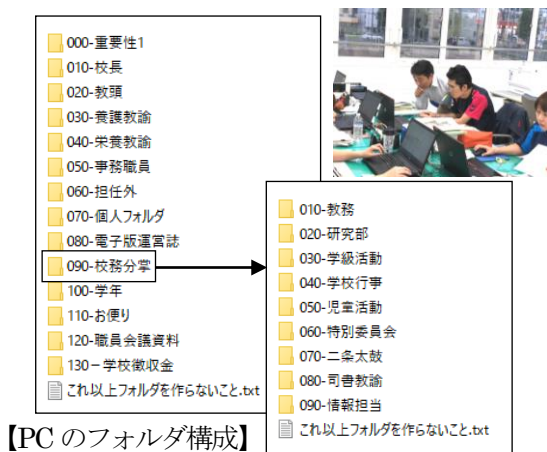 000-重要性1
010-校長
020-教頭
030-養護教諭
040-栄養教諭
050-事務職員
060-担任外
070-個人フォルダ
080-電子版運営誌
090-校務分掌
100-学年
110-お便り
120-職員会議資料
130－学校徴収金
これ以上フォルダを作らないこと.txt
010-教務
020-研究部
030-学級活動
040-学校行事
050-児童活動
060-特別委員会
070-二条太鼓
080-司書教諭
090-情報担当
これ以上フォルダを作らないこと.txt
【PC のフォルダ構成】